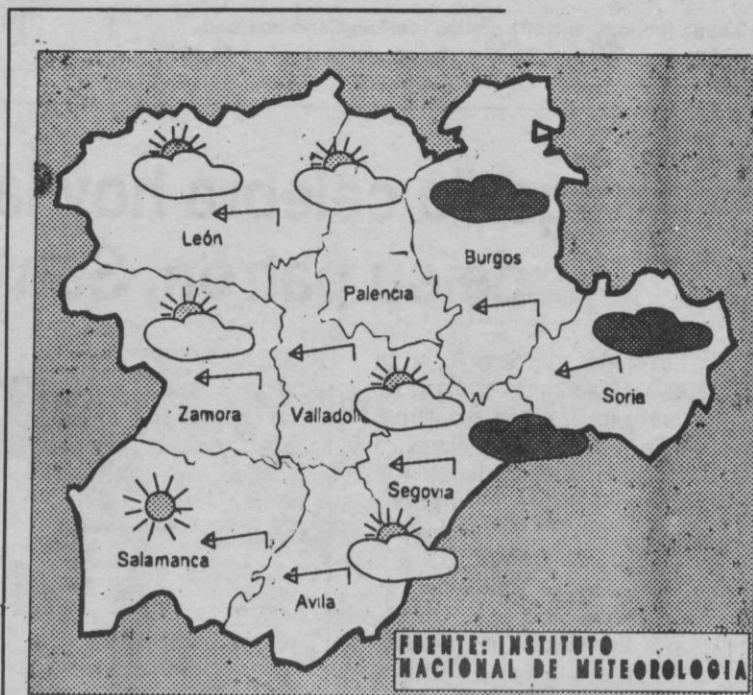 León
Burgos
Palencia
Soria
Zamora
Valladolid
Segovia
Salamanca
Avila
FUENTE: INSTITUTO
NACIONAL DE METEOROLOGIA